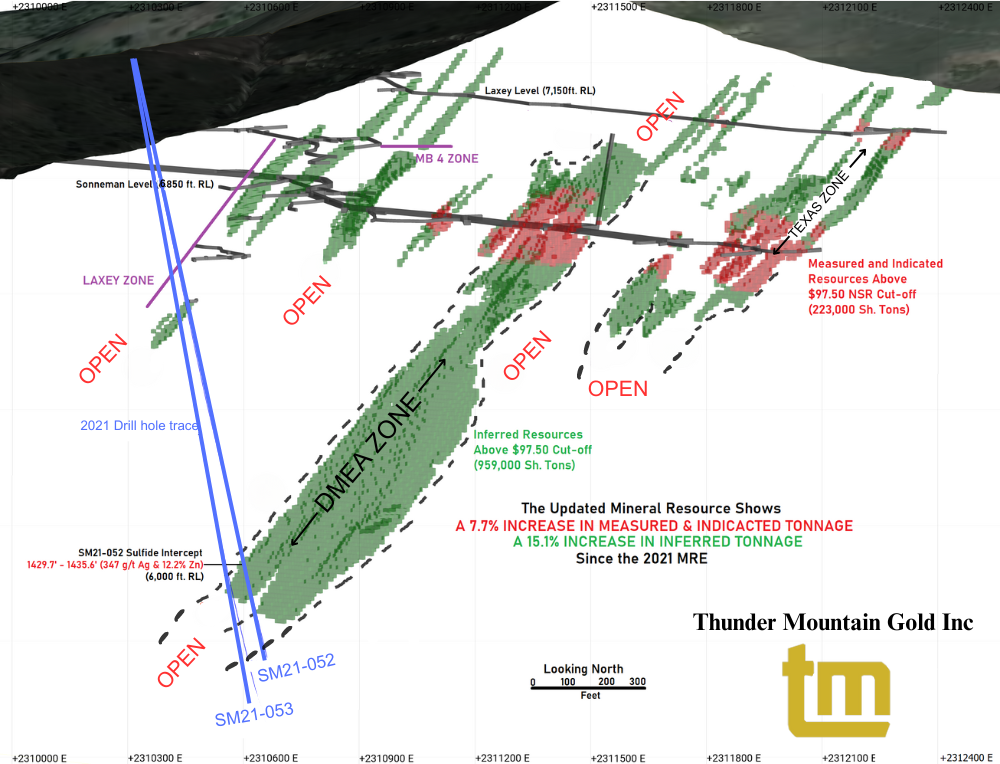 +2310000 E
+2310300 E
+2310600 E
+2310900 E
+2311200 E
+2311500 E
+2311800 E
+2312100 E
+2312400 E
Laxey Level (7,150ft. RL)
OPEN
MB 4 ZONE
Sonneman Level (6850 ft. RL)
TEXAS ZONE
LAXEY ZONE
Measured and Indicated
Resources Above
$97.50 NSR Cut-off
(223,000 Sh. Tons)
OPEN
OPEN
OPEN
OPEN
2021 Drill hole trace
DMEA ZONE
Inferred Resources
Above $97.50 Cut-off
(959,000 Sh. Tons)
The Updated Mineral Resource Shows
A 7.7% INCREASE IN MEASURED & INDICACTED TONNAGE
A 15.1% INCREASE IN INFERRED TONNAGE
Since the 2021 MRE
SM21-052 Sulfide Intercept
1429.7' - 1435.6' (347 g/t Ag & 12.2% Zn)
(6,000 ft. RL)
OPEN
SM21-052
SM21-053
Looking North
0 100 200 300
Feet
Thunder Mountain Gold Inc
tm
+2310000 E
+2310300 E
+2310600 E
+2310900 E
+2311200 E
+2311500 E
+2311800 E
+2312100 E
+2312400 E